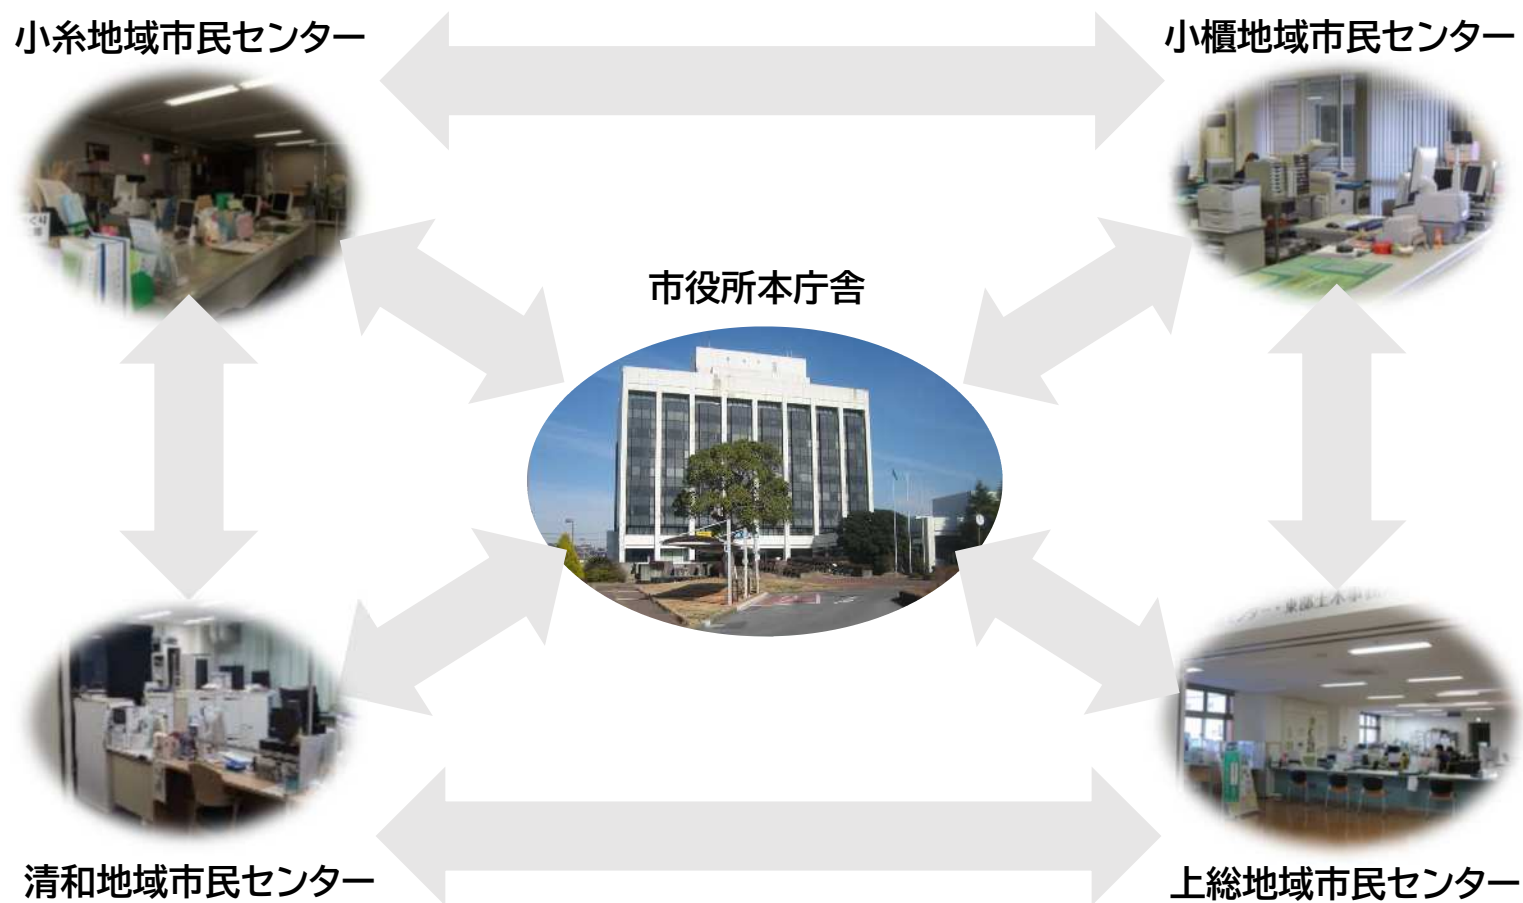 小糸地域市民センター
小櫃地域市民センター
市役所本庁舎
清和地域市民センター
上総地域市民センター